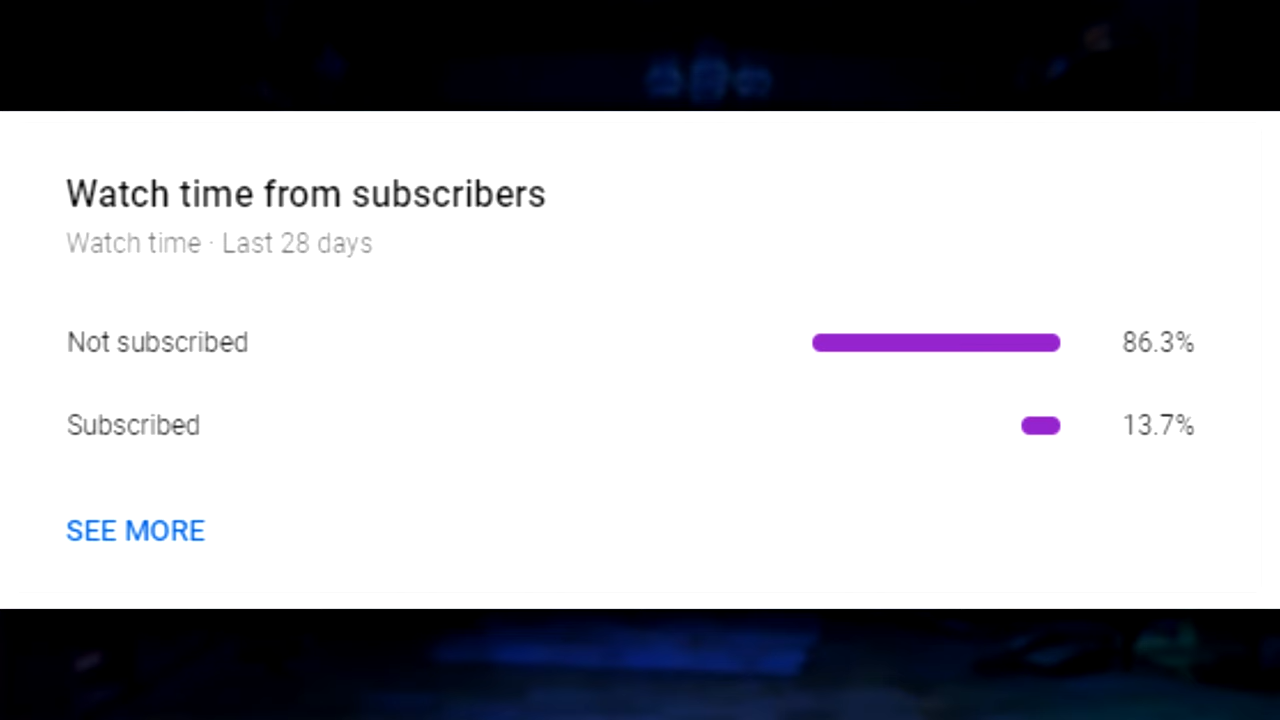 Watch time from subscribers
Watch time · Last 28 days
Not subscribed 86.3%
Subscribed 13.7%
SEE MORE